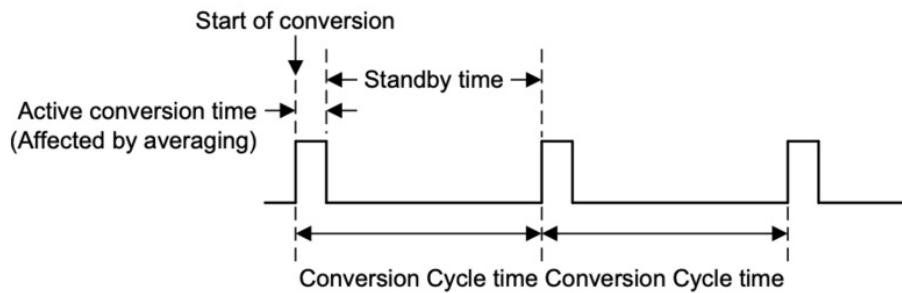 Start of conversion
Standby time
Active conversion time
(Affected by averaging)
Conversion Cycle time Conversion Cycle time